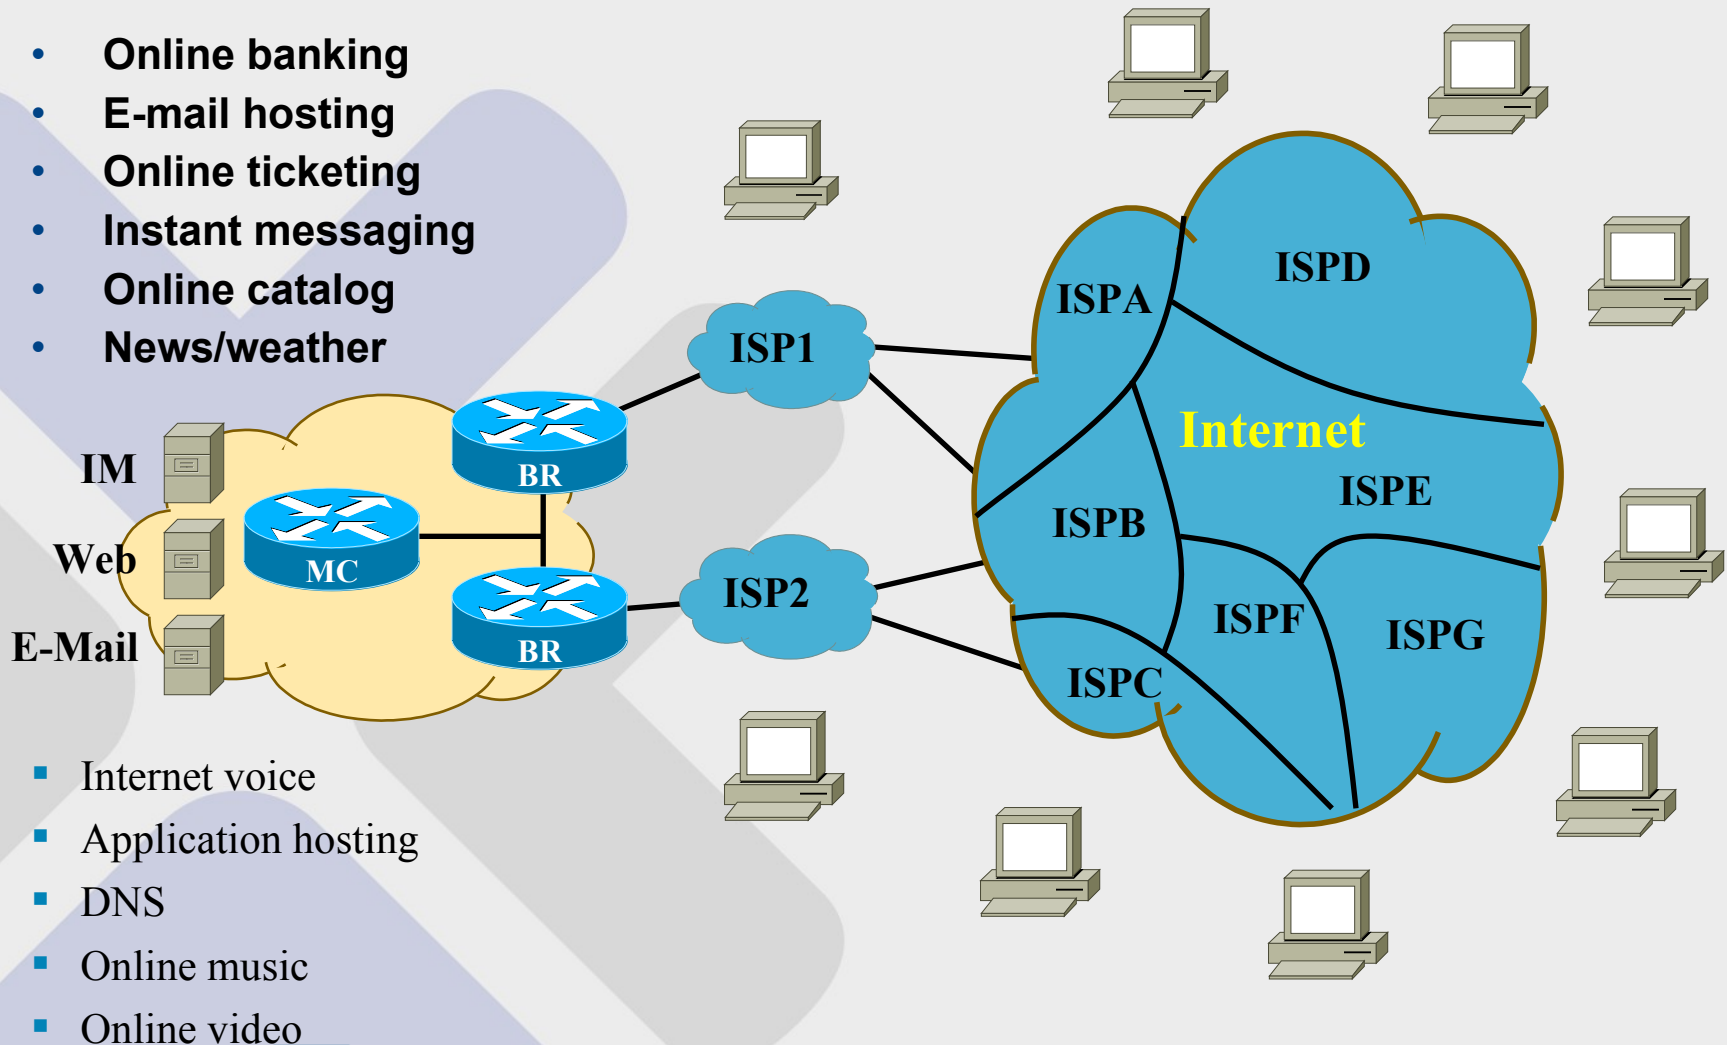 • Online banking
• E-mail hosting
• Online ticketing
• Instant messaging
• Online catalog
• News/weather
IM
Web
E-Mail
BR
MC
BR
ISP1
ISP2
ISPA
ISPD
Internet
ISPE
ISPB
ISPF
ISPG
ISPC
▪ Internet voice
▪ Application hosting
▪ DNS
▪ Online music
▪ Online video